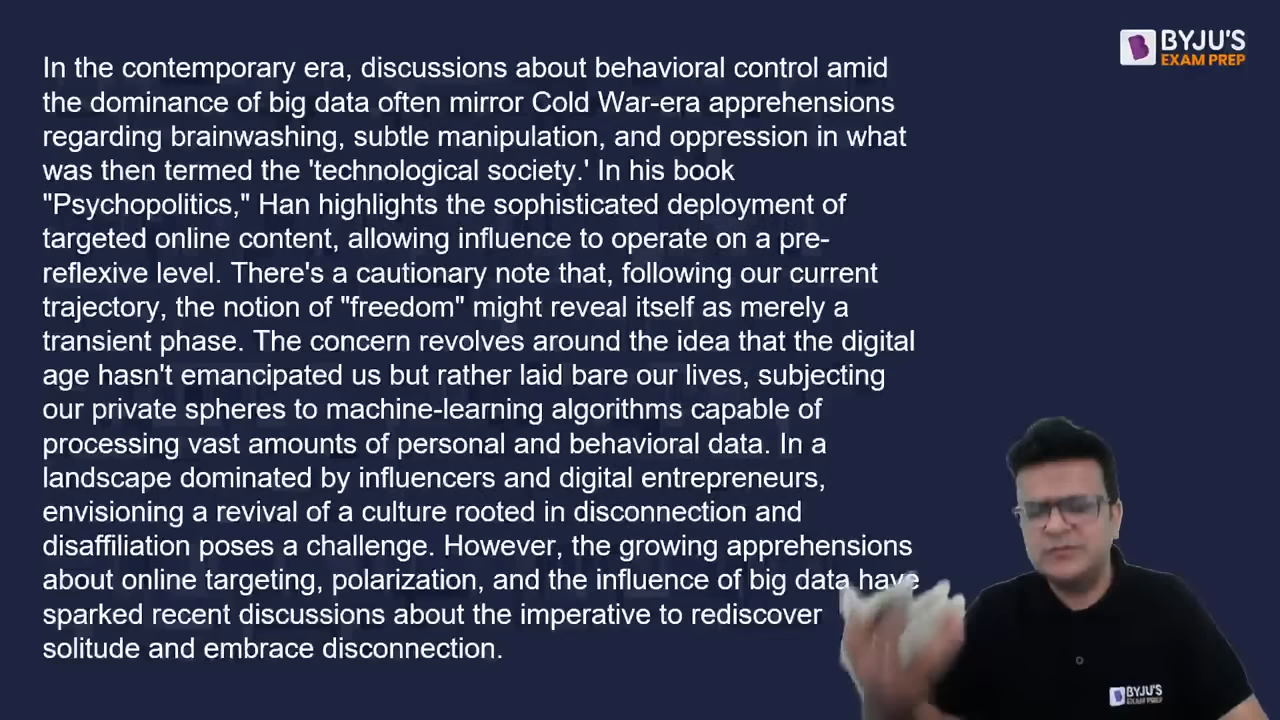 BYJU'S
EXAM PREP
In the contemporary era, discussions about behavioral control amid
the dominance of big data often mirror Cold War-era apprehensions
regarding brainwashing, subtle manipulation, and oppression in what
was then termed the 'technological society.' In his book
"Psychopolitics," Han highlights the sophisticated deployment of
targeted online content, allowing influence to operate on a pre-
reflexive level. There's a cautionary note that, following our current
trajectory, the notion of "freedom" might reveal itself as merely a
transient phase. The concern revolves around the idea that the digital
age hasn't emancipated us but rather laid bare our lives, subjecting
our private spheres to machine-learning algorithms capable of
processing vast amounts of personal and behavioral data. In a
landscape dominated by influencers and digital entrepreneurs,
envisioning a revival of a culture rooted in disconnection and
disaffiliation poses a challenge. However, the growing apprehensions
about online targeting, polarization, and the influence of big data have
sparked recent discussions about the imperative to rediscover
solitude and embrace disconnection.
BYJU'S
EXAM PREP